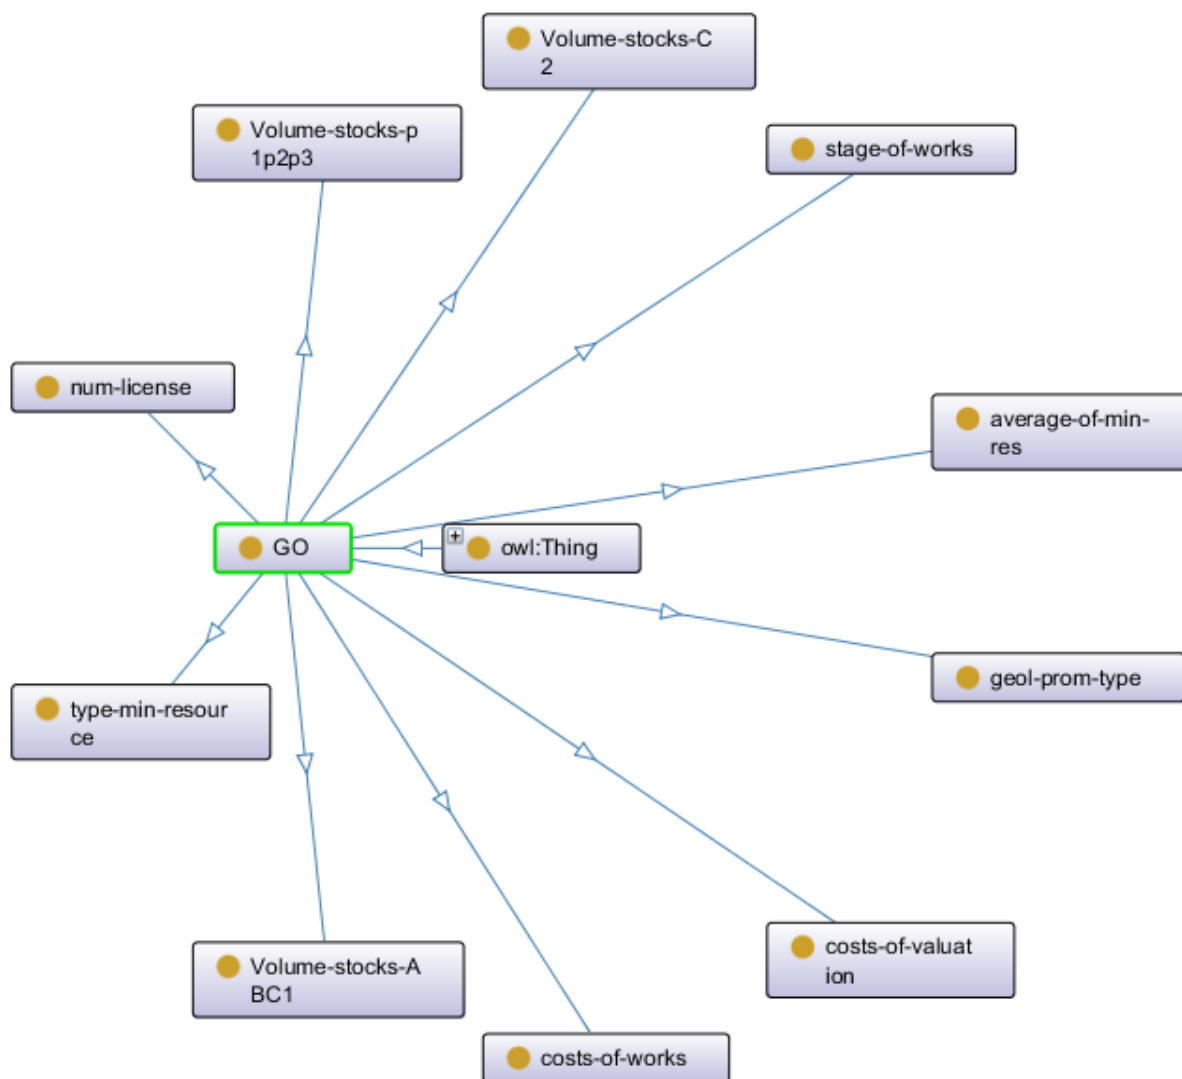 Volume-stocks-C
2
Volume-stocks-p
1p2p3
stage-of-works
num-license
average-of-min-
res
GO
+
owl:Thing
geol-prom-type
type-min-resour
ce
Volume-stocks-A
BC1
costs-of-valuat
ion
costs-of-works